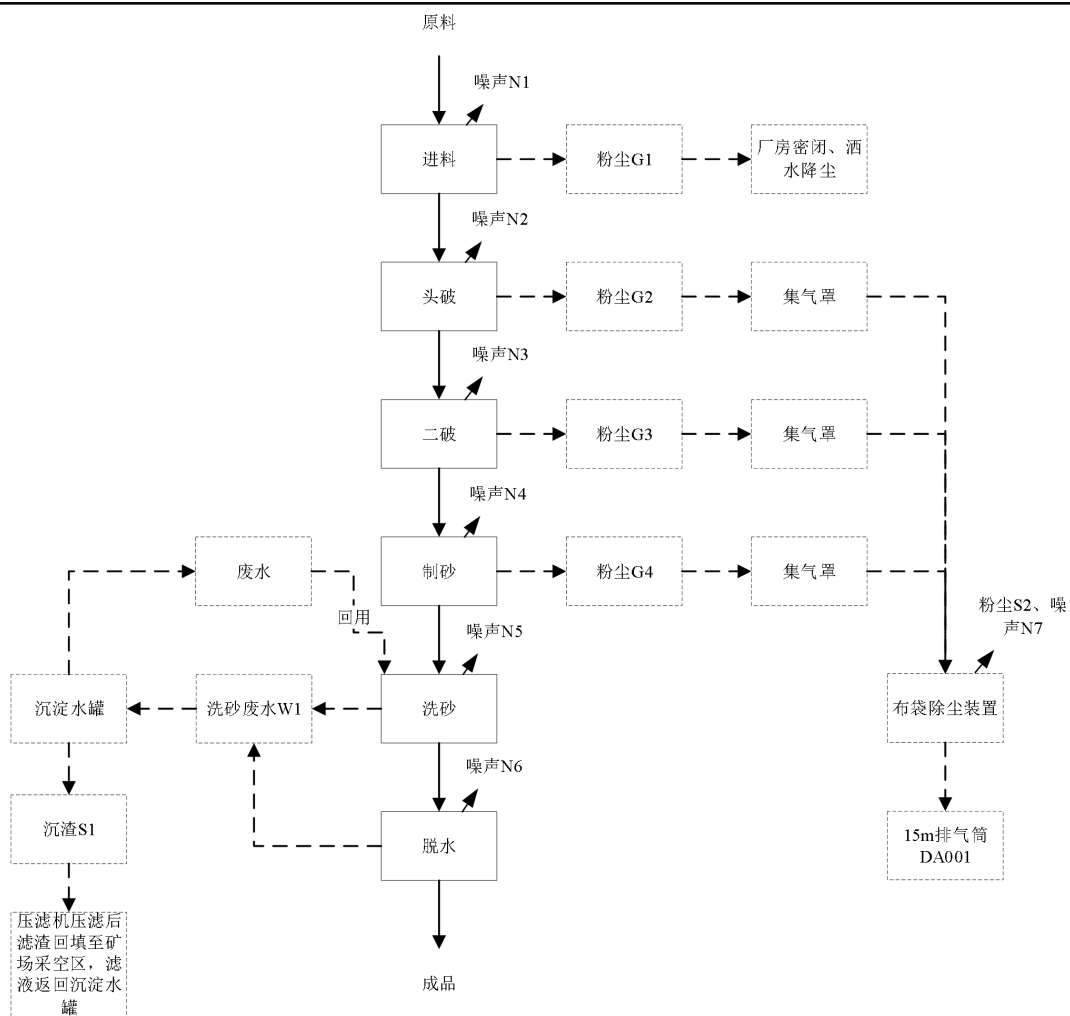 原料
噪声N1
进料
粉尘G1
厂房密闭、洒
水降尘
噪声N2
头破
粉尘G2
集气罩
噪声N3
二破
粉尘G3
集气罩
噪声N4
废水
制砂
粉尘G4
集气罩
回用
噪声N5
粉尘S2、噪
声N7
沉淀水罐
洗砂废水W1
洗砂
布袋除尘装置
噪声N6
沉渣S1
脱水
15m排气筒
DA001
压滤机压滤后
滤渣回填至矿
场采空区，滤
液返回沉淀水
罐
成品